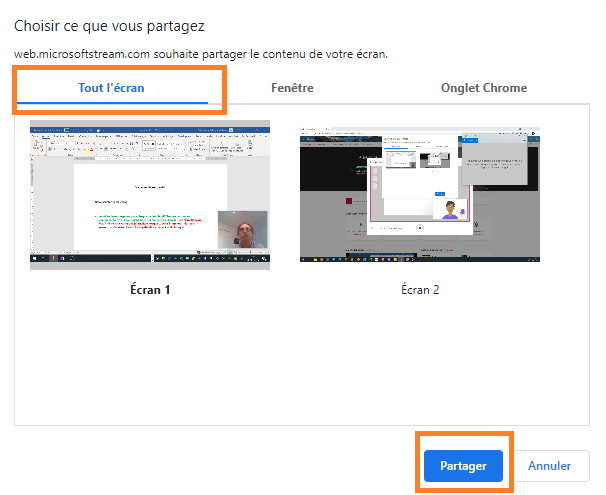 Choisir ce que vous partagez
web.microsoftstream.com souhaite partager le contenu de votre écran.
Tout l'écran
Fenêtre
Onglet Chrome
Écran 1
Écran 2
Partager
Annuler